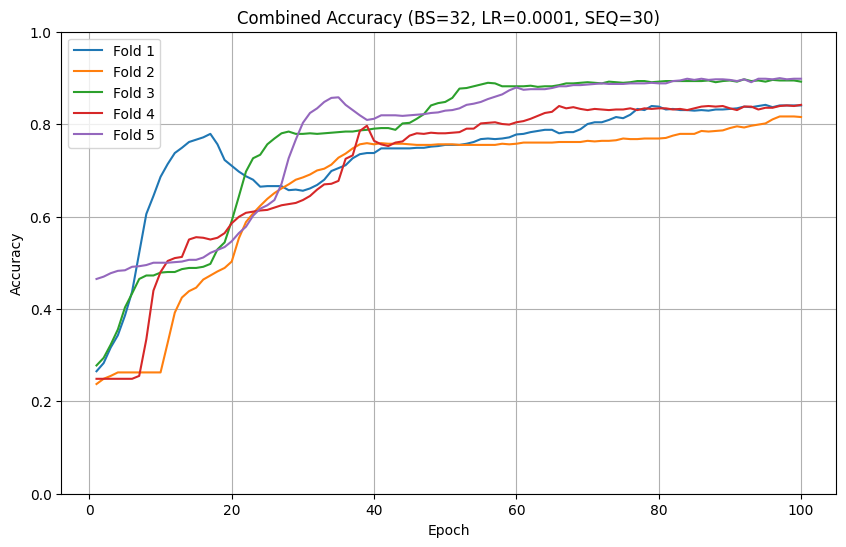 Combined Accuracy (BS=32, LR=0.0001, SEQ=30)
1.0
0.8
0.6
0.4
0.2
0.0
Accuracy
Fold 1
Fold 2
Fold 3
Fold 4
Fold 5
0 20 40 60 80 100
Epoch